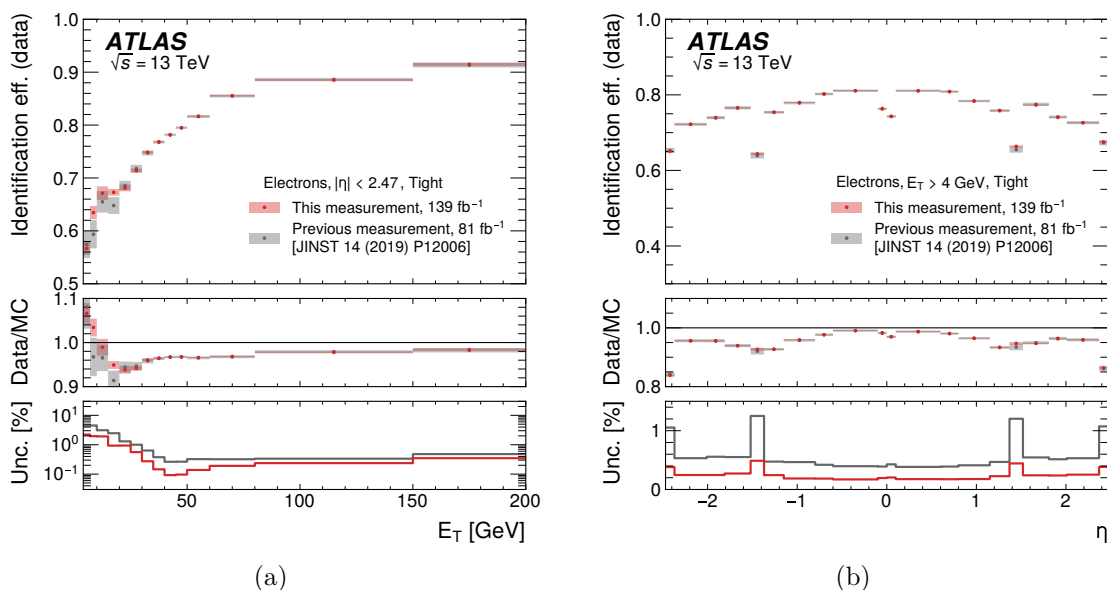 ATLAS
√s = 13 TeV
Identification eff. (data)
1.0
0.9
0.8
0.7
0.6
0.5
Electrons, |η| < 2.47, Tight
This measurement, 139 fb⁻¹
Previous measurement, 81 fb⁻¹
[JINST 14 (2019) P12006]
Data/MC
1.1
1.0
0.9
Unc. [%]
10¹
10⁰
10⁻¹
50 100 150 200
E_T [GeV]
(a)
ATLAS
√s = 13 TeV
Identification eff. (data)
1.0
0.8
0.6
0.4
Electrons, E_T > 4 GeV, Tight
This measurement, 139 fb⁻¹
Previous measurement, 81 fb⁻¹
[JINST 14 (2019) P12006]
Data/MC
1.0
0.8
Unc. [%]
1
0
−2 −1 0 1 2
η
(b)